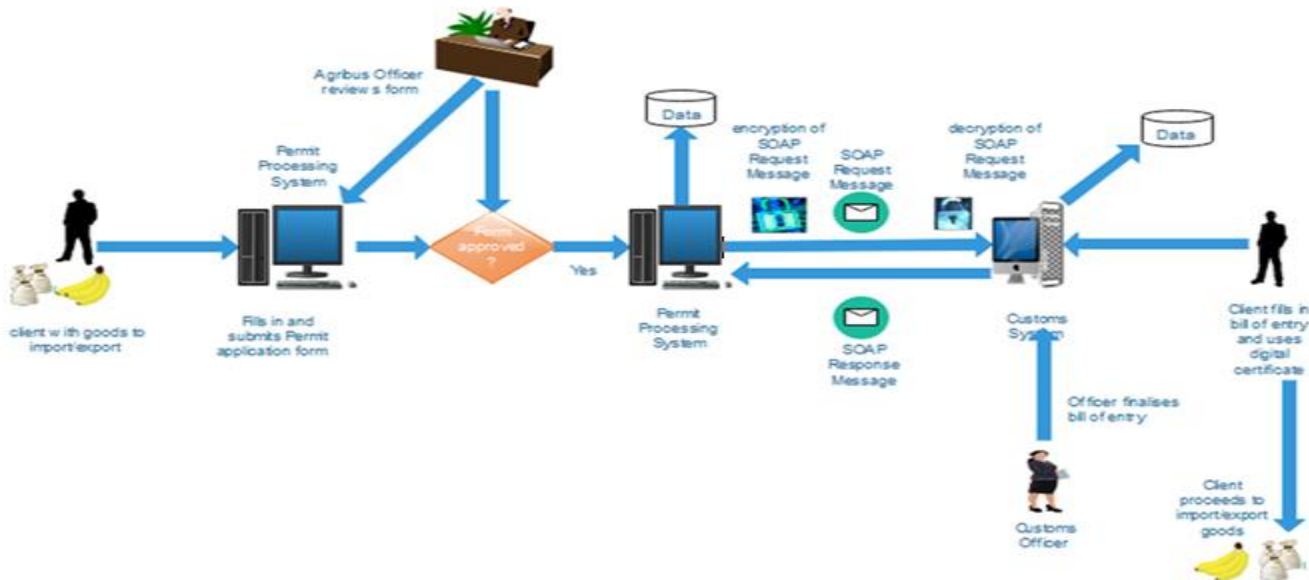 Agribus Officer
reviews form
Permit
Processing
System
client with goods to
import/export
Fills in and
submits Permit
application form
Form
approved
?
Yes
Data
Permit
Processing
System
encryption of
SOAP
Request
Message
SOAP
Request
Message
decryption of
SOAP
Request
Message
SOAP
Response
Message
Data
Customs
System
Officer finalises
bill of entry
Customs
Officer
Client fills in
bill of entry
and uses
digital
certificate
Client
proceeds to
import/export
goods